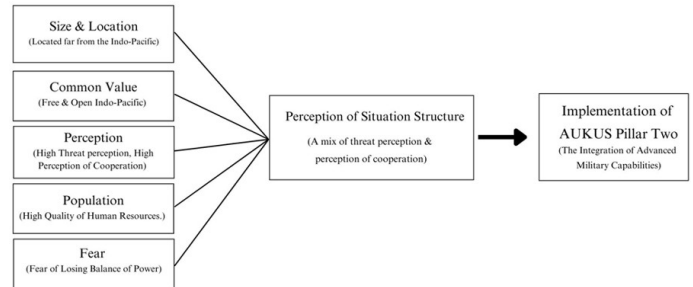 Size & Location
(Located far from the Indo-Pacific)
Common Value
(Free & Open Indo-Pacific)
Perception
(High Threat perception, High
Perception of Cooperation)
Population
(High Quality of Human Resources.)
Fear
(Fear of Losing Balance of Power)
Perception of Situation Structure
(A mix of threat perception &
perception of cooperation)
Implementation of
AUKUS Pillar Two
(The Integration of Advanced
Military Capabilities)